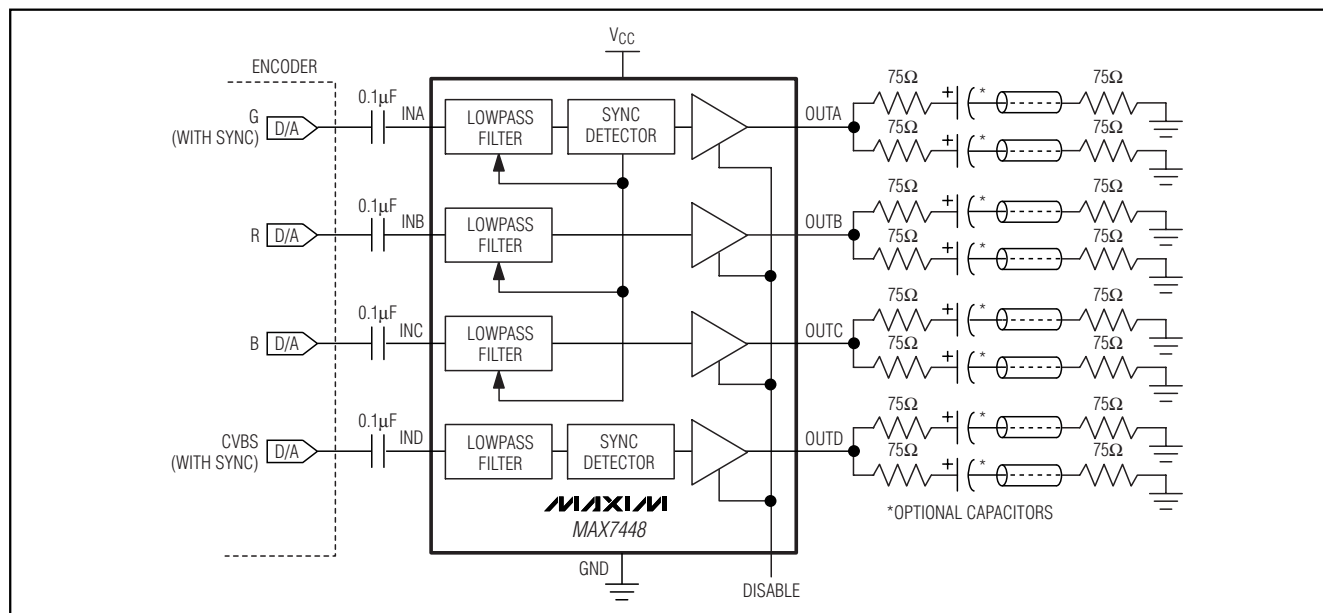 VCC
ENCODER
G
(WITH SYNC)
D/A
0.1µF
INA
LOWPASS
FILTER
SYNC
DETECTOR
OUTA
75Ω
+
*
75Ω
75Ω
+
*
75Ω
R
D/A
0.1µF
INB
LOWPASS
FILTER
OUTB
75Ω
+
*
75Ω
75Ω
+
*
75Ω
B
D/A
0.1µF
INC
LOWPASS
FILTER
OUTC
75Ω
+
*
75Ω
75Ω
+
*
75Ω
CVBS
(WITH SYNC)
D/A
0.1µF
IND
LOWPASS
FILTER
SYNC
DETECTOR
OUTD
75Ω
+
*
75Ω
75Ω
+
*
75Ω
MAXIM
MAX7448
*OPTIONAL CAPACITORS
GND
DISABLE